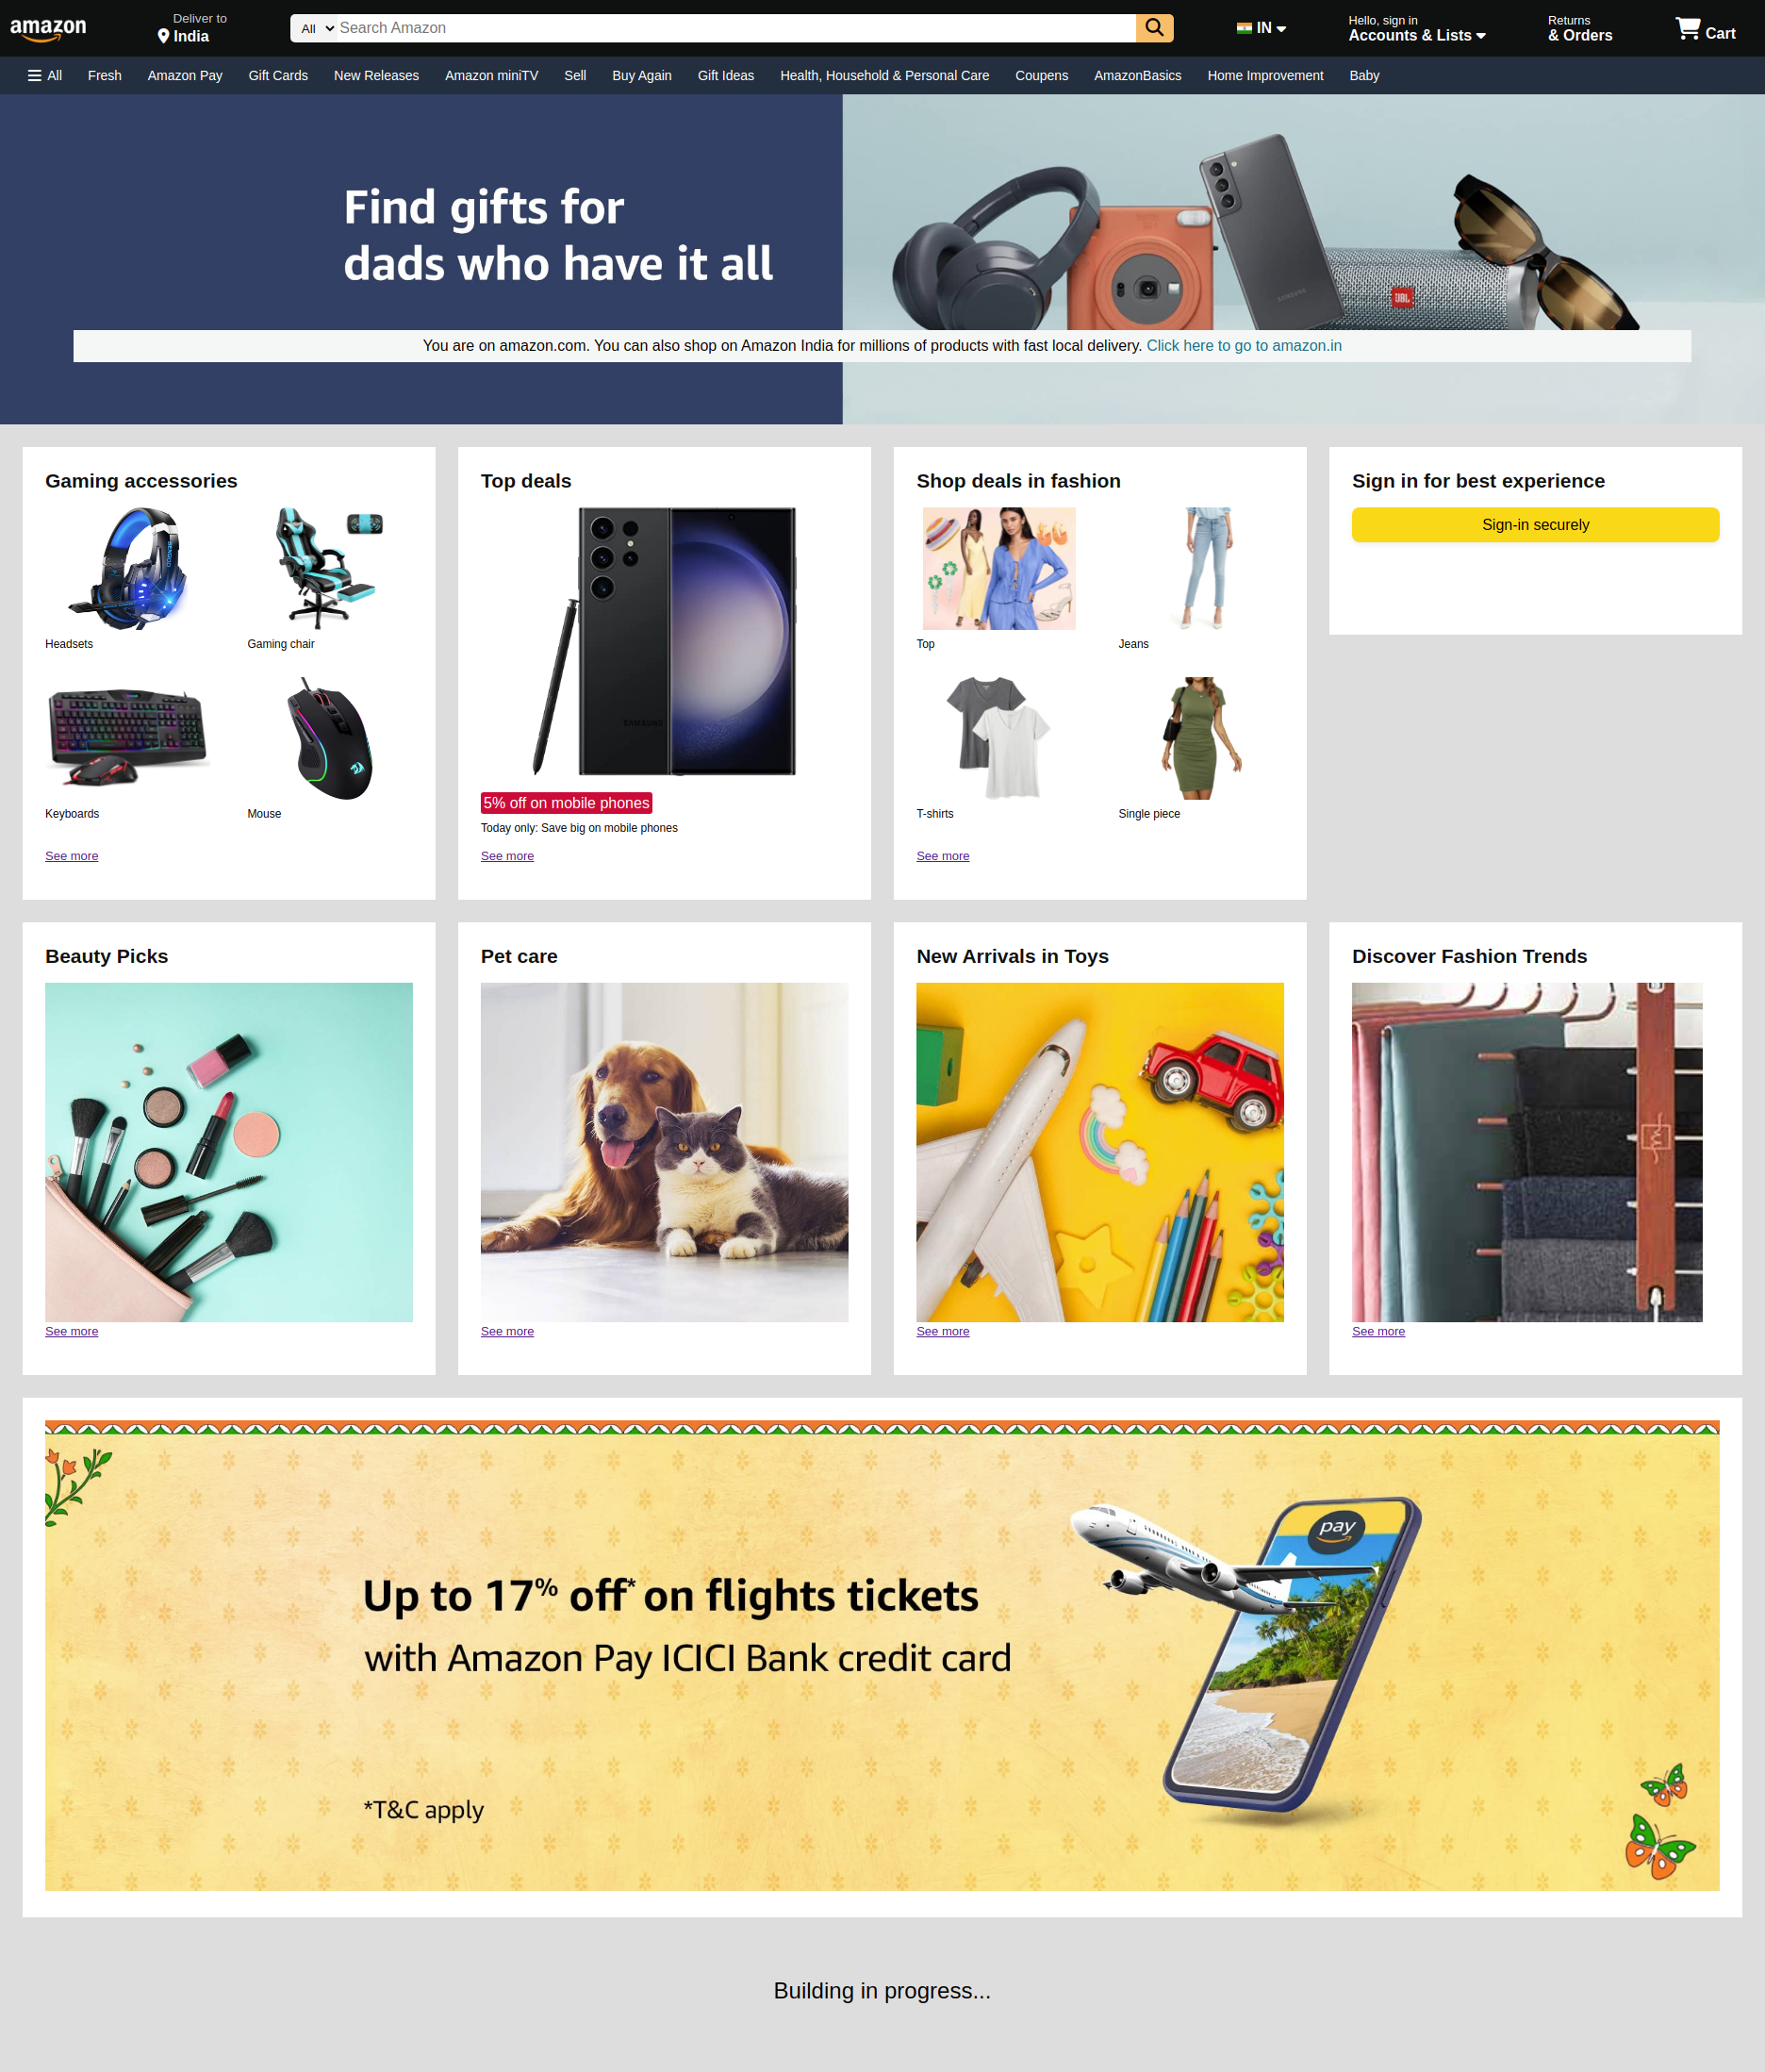 amazon
Deliver to
India
All
Search Amazon
IN
Hello, sign in
Accounts & Lists
Returns
& Orders
Cart
All Fresh Amazon Pay Gift Cards New Releases Amazon miniTV Sell Buy Again Gift Ideas Health, Household & Personal Care Coupens AmazonBasics Home Improvement Baby
Find gifts for
dads who have it all
SAMSUNG
JBL
You are on amazon.com. You can also shop on Amazon India for millions of products with fast local delivery. Click here to go to amazon.in
Gaming accessories
Headsets
Gaming chair
Keyboards
Mouse
See more
Top deals
SAMSUNG
5% off on mobile phones
Today only: Save big on mobile phones
See more
Shop deals in fashion
Top
Jeans
T-shirts
Single piece
See more
Sign in for best experience
Sign-in securely
Beauty Picks
See more
Pet care
See more
New Arrivals in Toys
See more
Discover Fashion Trends
See more
pay
Up to 17% off* on flights tickets
with Amazon Pay ICICI Bank credit card
*T&C apply
Building in progress...